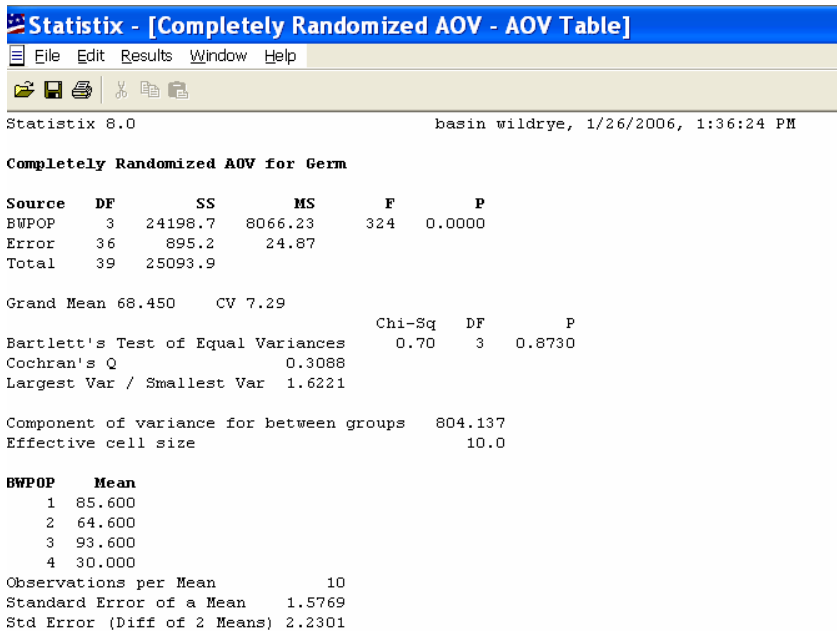 Statistix - [Completely Randomized AOV - AOV Table]
File Edit Results Window Help
Statistix 8.0 basin wildrye, 1/26/2006, 1:36:24 PM
Completely Randomized AOV for Germ
Source DF SS MS F P
BWPOP 3 24198.7 8066.23 324 0.0000
Error 36 895.2 24.87
Total 39 25093.9
Grand Mean 68.450 CV 7.29
Chi-Sq DF P
Bartlett's Test of Equal Variances 0.70 3 0.8730
Cochran's Q 0.3088
Largest Var / Smallest Var 1.6221
Component of variance for between groups 804.137
Effective cell size 10.0
BWPOP Mean
1 85.600
2 64.600
3 93.600
4 30.000
Observations per Mean 10
Standard Error of a Mean 1.5769
Std Error (Diff of 2 Means) 2.2301